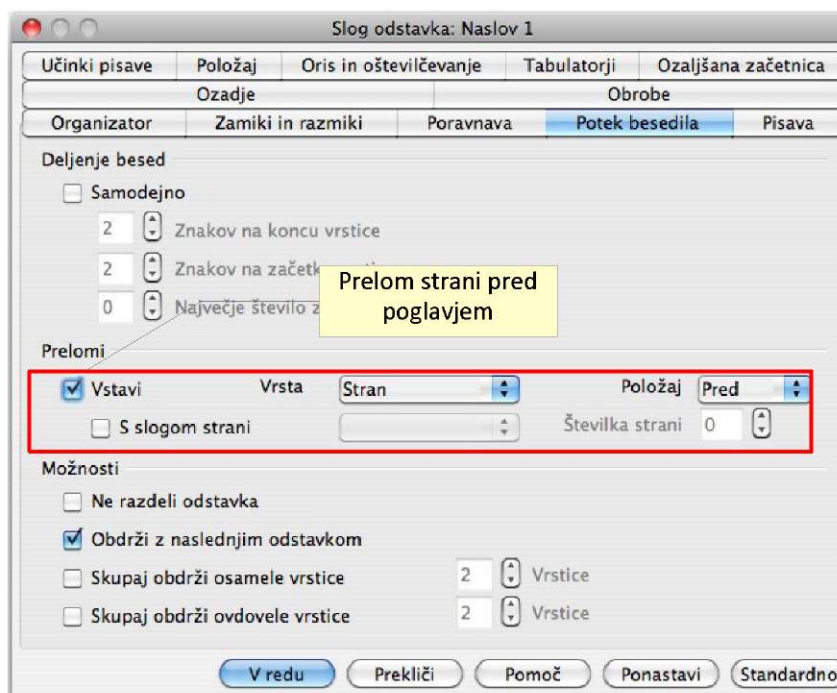 Slog odstavka: Naslov 1
Učinki pisave Položaj Oris in oštevilčevanje Tabulatorji Ozaljšana začetnica
Ozadje Obrobe
Organizator Zamiki in razmiki Poravnava Potek besedila Pisava
Deljenje besed
Samodejno
2 Znakov na koncu vrstice
2 Znakov na
0 Največje število
Prelom strani pred
poglavjem
Prelomi
Vstavi Vrsta Stran Položaj Pred
S slogom strani Številka strani 0
Možnosti
Ne razdeli odstavka
Obdrži z naslednjim odstavkom
Skupaj obdrži osamele vrstice 2 Vrstice
Skupaj obdrži ovdovele vrstice 2 Vrstice
V redu Prekliči Pomoč Ponastavi Standardno